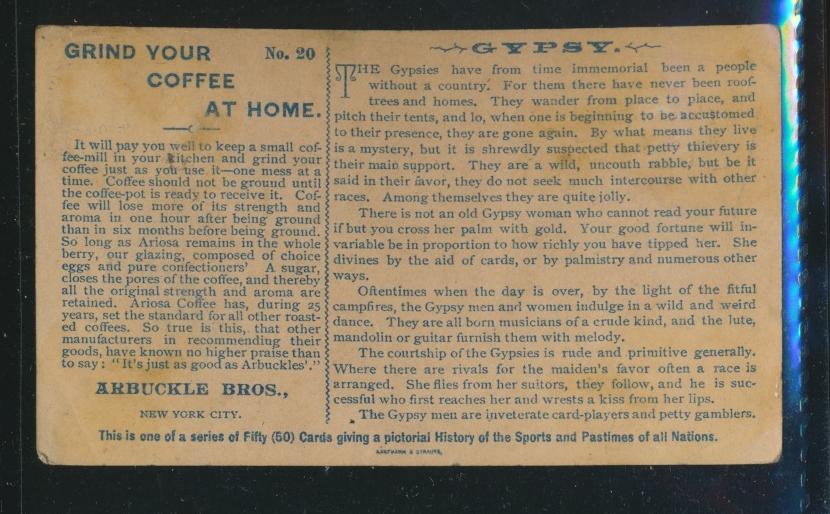 GRIND YOUR No. 20
COFFEE
AT HOME.
It will pay you well to keep a small cof-
fee-mill in your kitchen and grind your
coffee just as you use it—one mess at a
time. Coffee should not be ground until
the coffee-pot is ready to receive it. Cof-
fee will lose more of its strength and
aroma in one hour after being ground
than in six months before being ground.
So long as Ariosa remains in the whole
berry, our glazing, composed of choice
eggs and pure confectioners' A sugar,
closes the pores of the coffee, and thereby
all the original strength and aroma are
retained. Ariosa Coffee has, during 25
years, set the standard for all other roast-
ed coffees. So true is this, that other
manufacturers in recommending their
goods, have known no higher praise than
to say: "It's just as good as Arbuckles'."
ARBUCKLE BROS.,
NEW YORK CITY.
GYPSY.
THE Gypsies have from time immemorial been a people
without a country. For them there have never been roof-
trees and homes. They wander from place to place, and
pitch their tents, and lo, when one is beginning to be accustomed
to their presence, they are gone again. By what means they live
is a mystery, but it is shrewdly suspected that petty thievery is
their main support. They are a wild, uncouth rabble, but be it
said in their favor, they do not seek much intercourse with other
races. Among themselves they are quite jolly.
There is not an old Gypsy woman who cannot read your future
if but you cross her palm with gold. Your good fortune will in-
variable be in proportion to how richly you have tipped her. She
divines by the aid of cards, or by palmistry and numerous other
ways.
Oftentimes when the day is over, by the light of the fitful
campfires, the Gypsy men and women indulge in a wild and weird
dance. They are all born musicians of a crude kind, and the lute,
mandolin or guitar furnish them with melody.
The courtship of the Gypsies is rude and primitive generally.
Where there are rivals for the maiden's favor often a race is
arranged. She flies from her suitors, they follow, and he is suc-
cessful who first reaches her and wrests a kiss from her lips.
The Gypsy men are inveterate card-players and petty gamblers.
This is one of a series of Fifty (50) Cards giving a pictorial History of the Sports and Pastimes of all Nations.
KAUFMANN & STRAUSS,